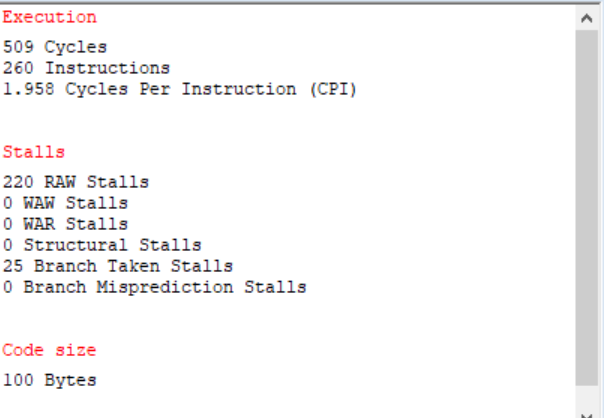 Execution
509 Cycles
260 Instructions
1.958 Cycles Per Instruction (CPI)
Stalls
220 RAW Stalls
0 WAW Stalls
0 WAR Stalls
0 Structural Stalls
25 Branch Taken Stalls
0 Branch Misprediction Stalls
Code size
100 Bytes